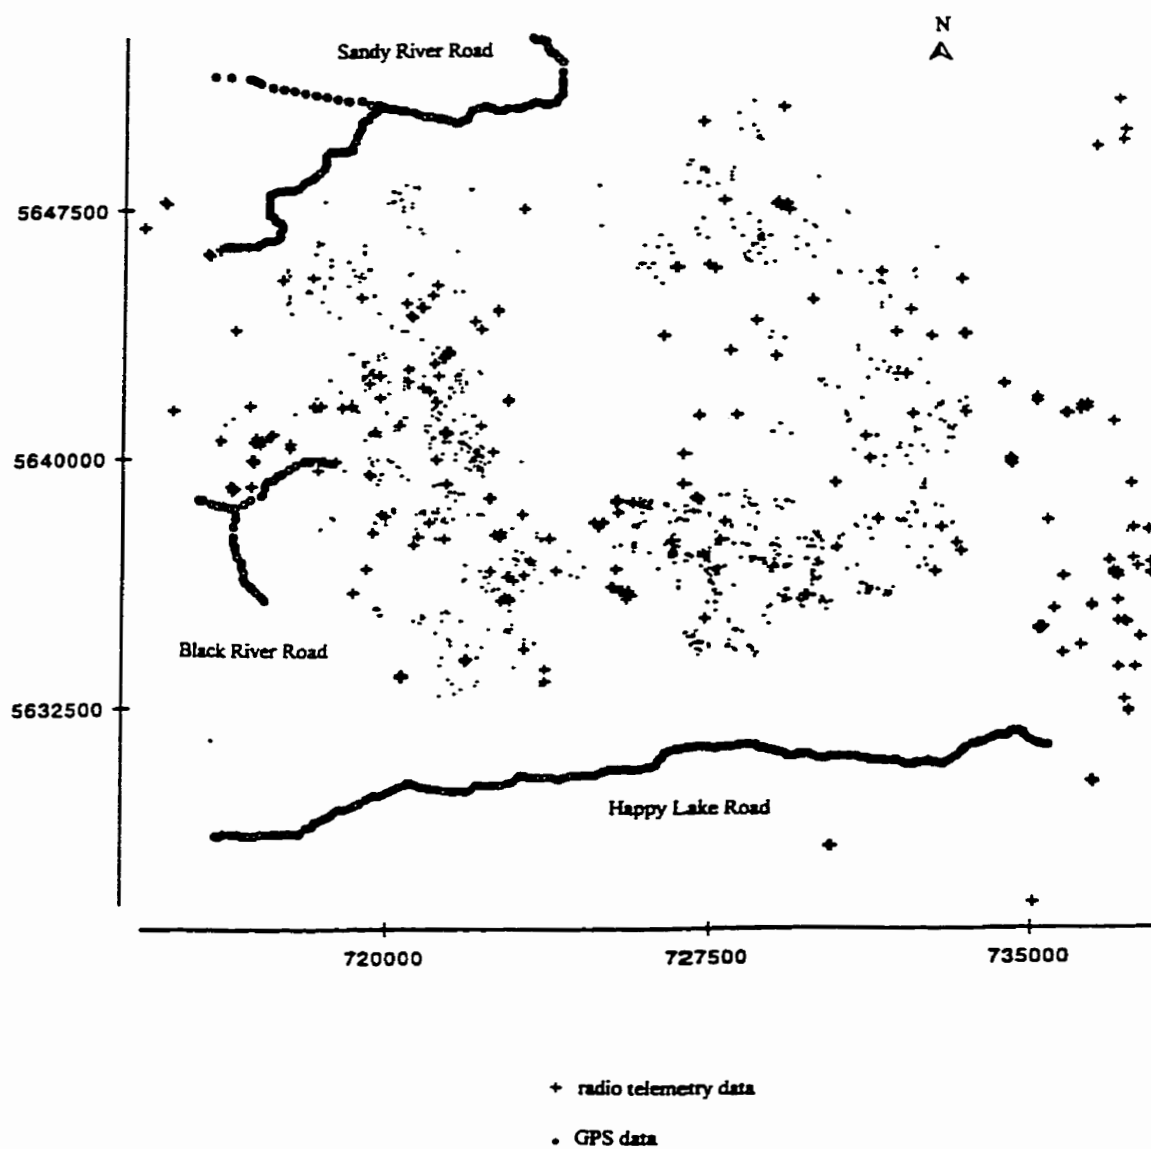 N
Sandy River Road
5647500
5640000
Black River Road
5632500
Happy Lake Road
720000
727500
735000
+ radio telemetry data
. GPS data